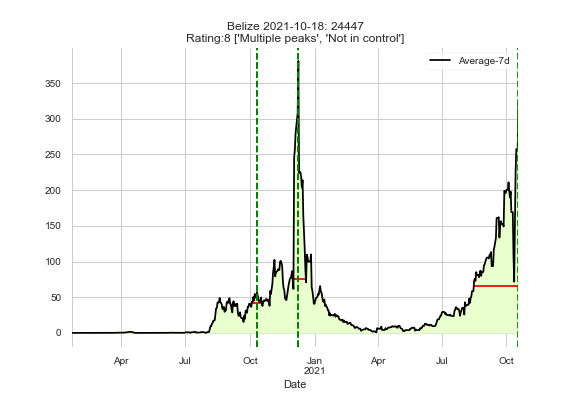 Belize 2021-10-18: 24447
Rating:8 ['Multiple peaks', 'Not in control']
Average-7d
350
300
250
200
150
100
50
0
Apr
Jul
Oct
Jan
2021
Apr
Jul
Oct
Date